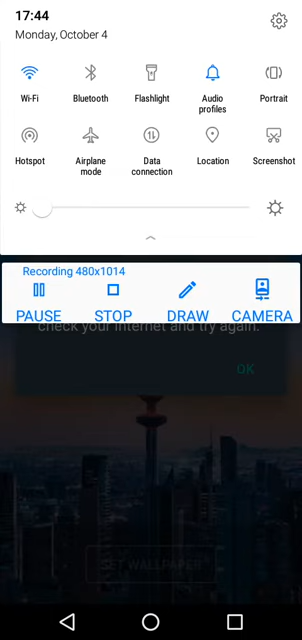 17:44
Monday, October 4
Wi-Fi Bluetooth Flashlight Audio profiles Portrait
Hotspot Airplane mode Data connection Location Screenshot
Recording 480x1014
PAUSE STOP DRAW CAMERA
check your internet and try again.
OK
SET WALLPAPER